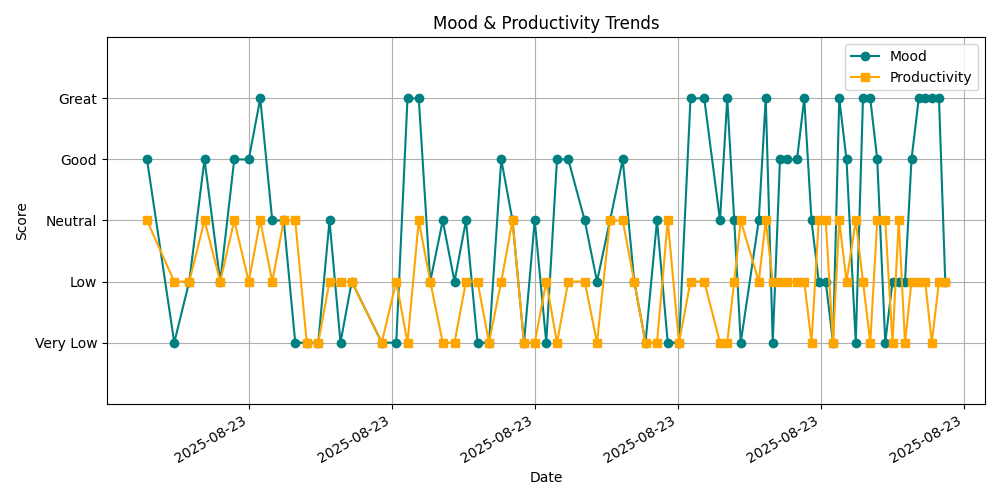 Mood & Productivity Trends
Mood
Productivity
Great
Good
Neutral
Low
Very Low
Score
2025-08-23
2025-08-23
2025-08-23
2025-08-23
2025-08-23
2025-08-23
Date